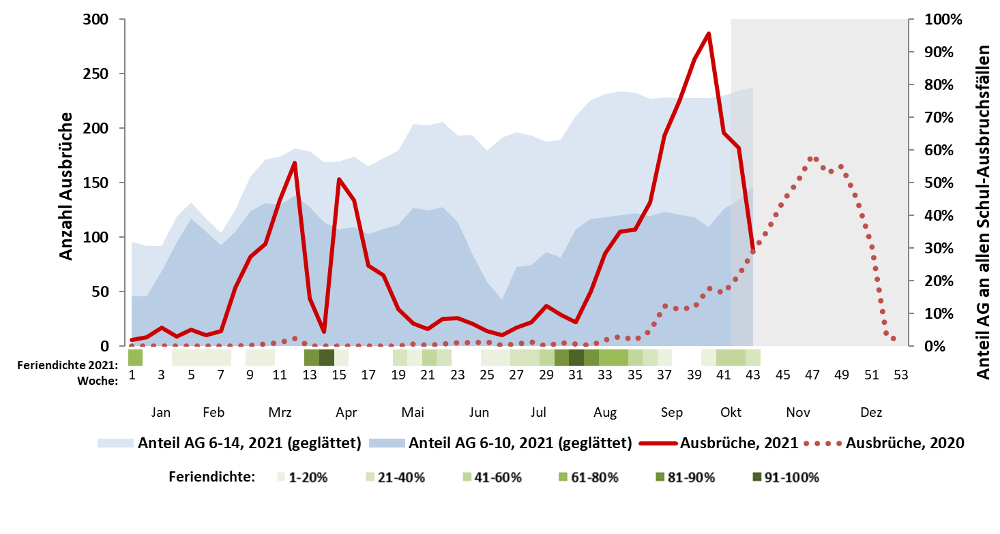 Anzahl Ausbrüche
300
250
200
150
100
50
0
100%
90%
80%
70%
60%
50%
40%
30%
20%
10%
0%
Anteil AG an allen Schul-Ausbruchsfällen
Feriendichte 2021:
Woche: 1 3 5 7 9 11 13 15 17 19 21 23 25 27 29 31 33 35 37 39 41 43 45 47 49 51 53
Jan Feb Mrz Apr Mai Jun Jul Aug Sep Okt Nov Dez
Anteil AG 6-14, 2021 (geglättet) Anteil AG 6-10, 2021 (geglättet) Ausbrüche, 2021 Ausbrüche, 2020
Feriendichte: 1-20% 21-40% 41-60% 61-80% 81-90% 91-100%